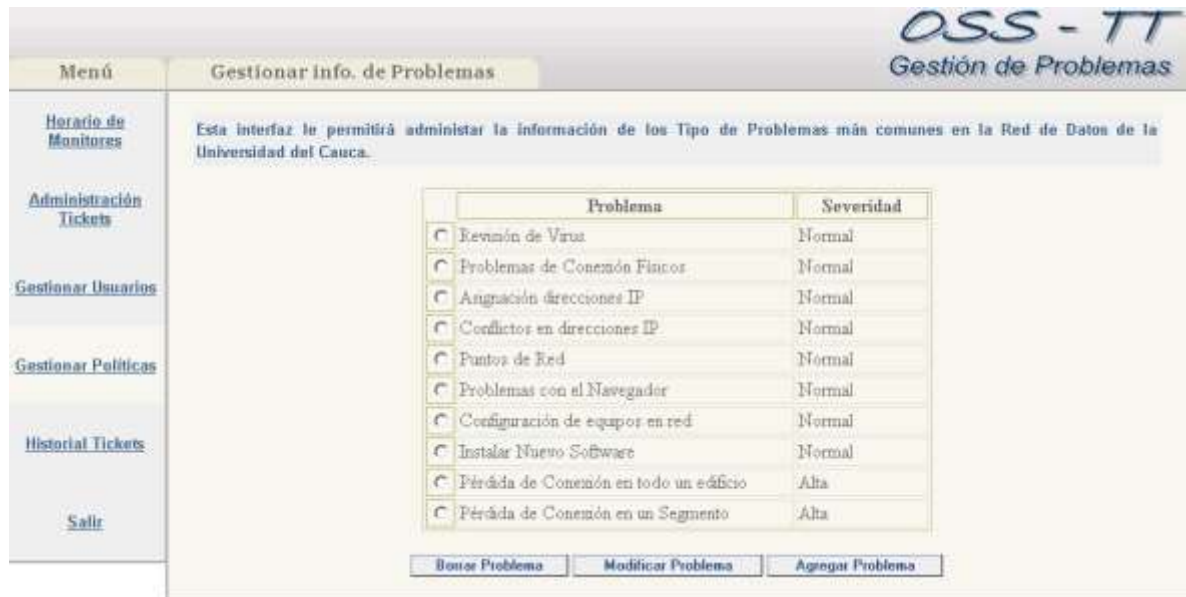 OSS - TT
Gestión de Problemas
Menú
Gestionar info. de Problemas
Horario de
Monitores
Administración
Tickets
Gestionar Usuarios
Gestionar Políticas
Historial Tickets
Salir
Esta interfaz le permitirá administar la información de los Tipo de Problemas más comunes en la Red de Datos de la
Universidad del Cauca.
Problema Severidad
Revisión de Virus Normal
Problemas de Conexión Físicos Normal
Asignación direcciones IP Normal
Conflictos en direcciones IP Normal
Puntos de Red Normal
Problemas con el Navegador Normal
Configuración de equipos en red Normal
Instalar Nuevo Software Normal
Pérdida de Conexión en todo un edificio Alta
Pérdida de Conexión en un Segmento Alta
Borrar Problema Modificar Problema Agregar Problema